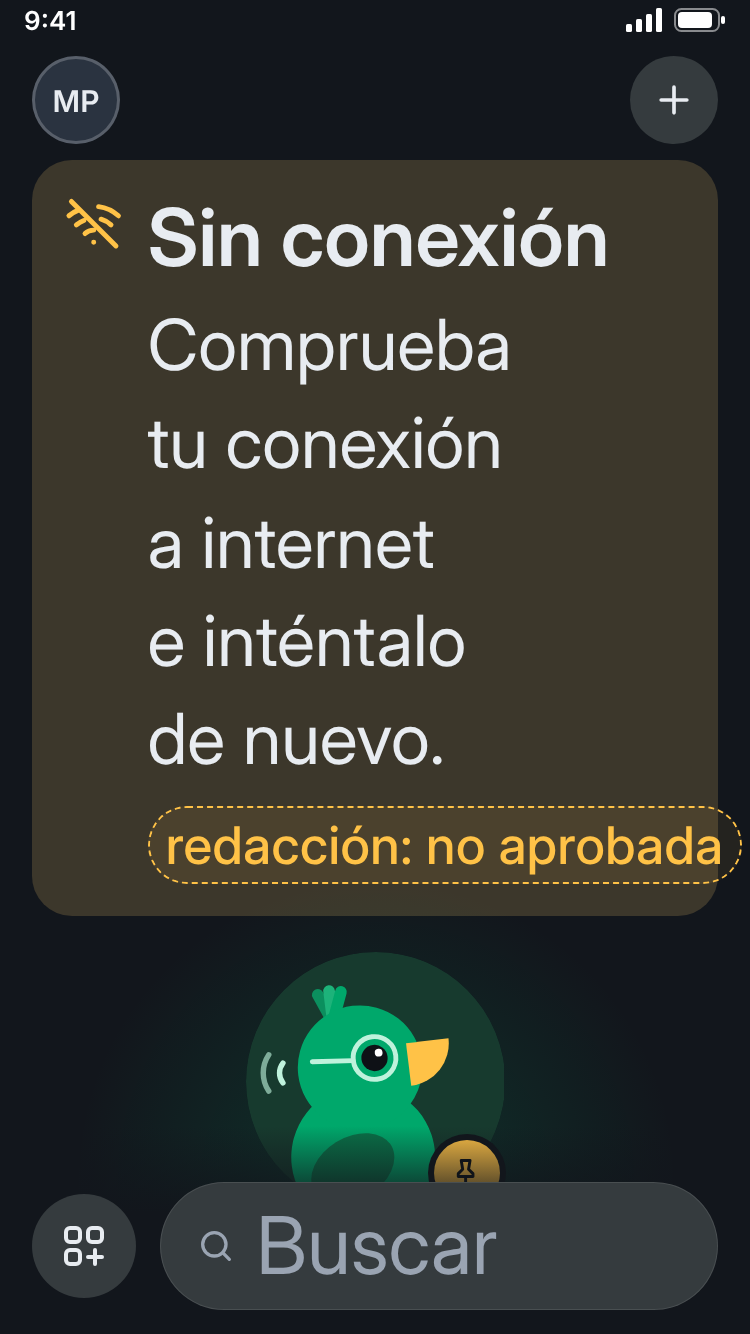 9:41
MP
Sin conexión
Comprueba
tu conexión
a internet
e inténtalo
de nuevo.
redacción: no aprobada
Buscar